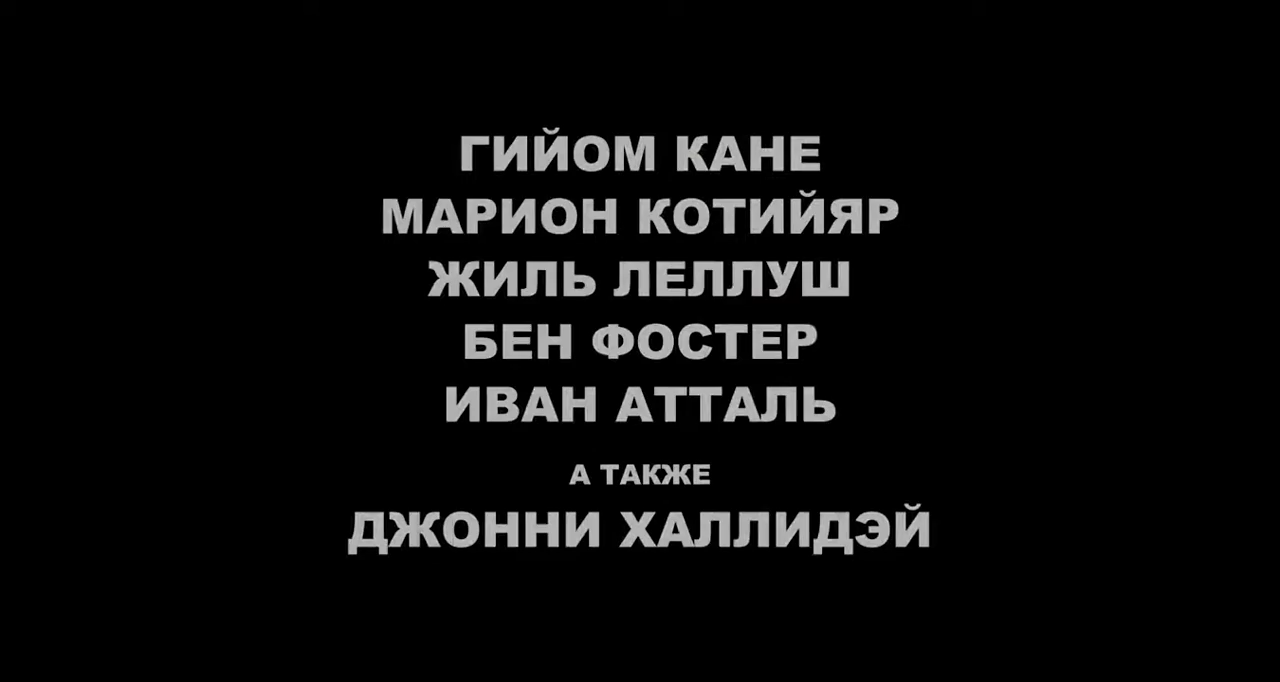 ГИЙОМ КАНЕ
МАРИОН КОТИЙЯР
ЖИЛЬ ЛЕЛЛУШ
БЕН ФОСТЕР
ИВАН АТТАЛЬ
А ТАКЖЕ
ДЖОННИ ХАЛЛИДЭЙ